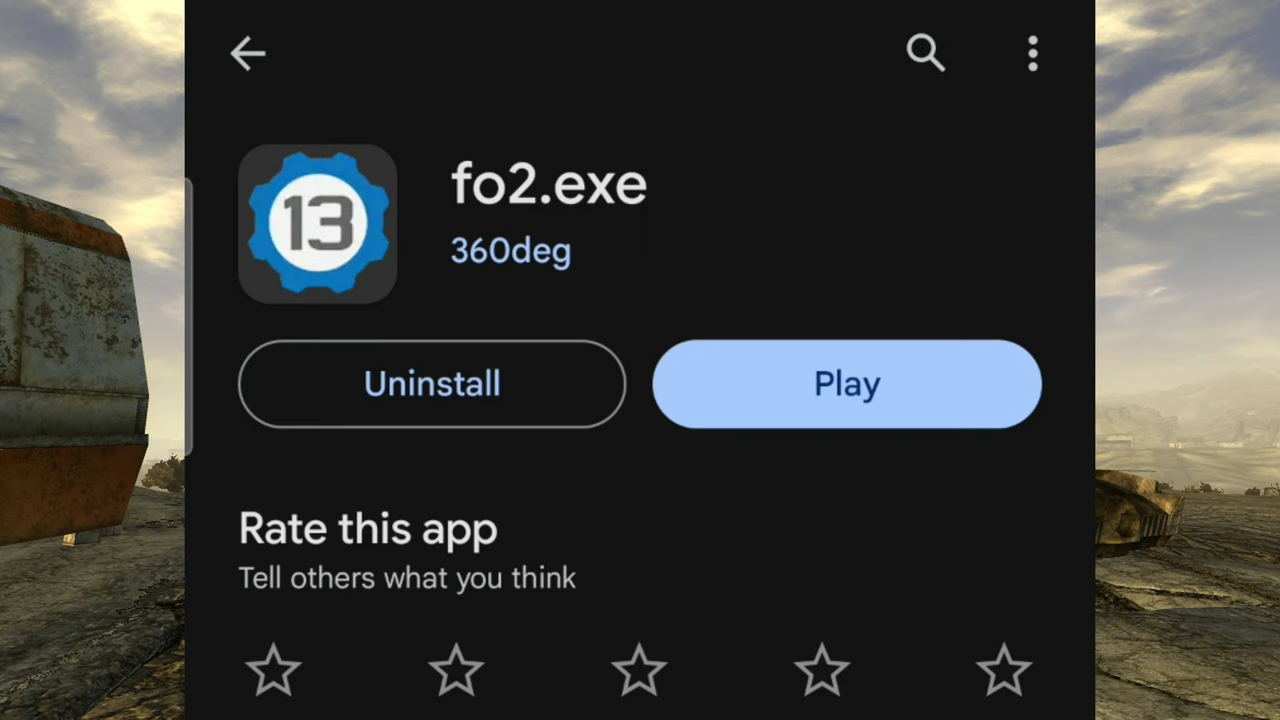 13
fo2.exe
360deg
Uninstall
Play
Rate this app
Tell others what you think